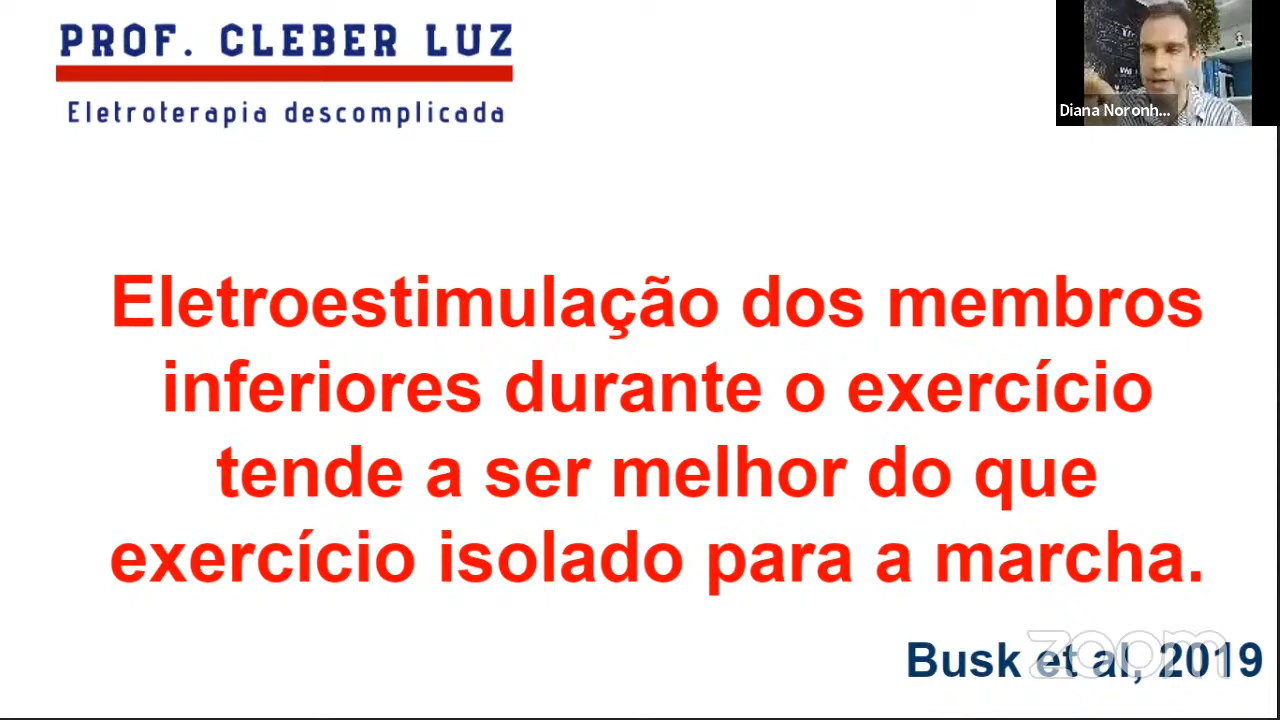 PROF. CLEBER LUZ
Eletroterapia descomplicada
Diana Noronh...
Eletroestimulação dos membros
inferiores durante o exercício
tende a ser melhor do que
exercício isolado para a marcha.
Busk et al, 2019
zoom